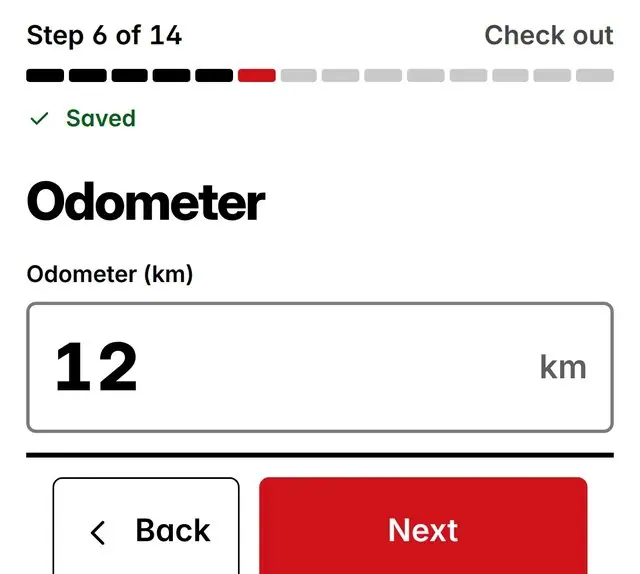 Step 6 of 14
Check out
Saved
Odometer
Odometer (km)
12
km
Back
Next